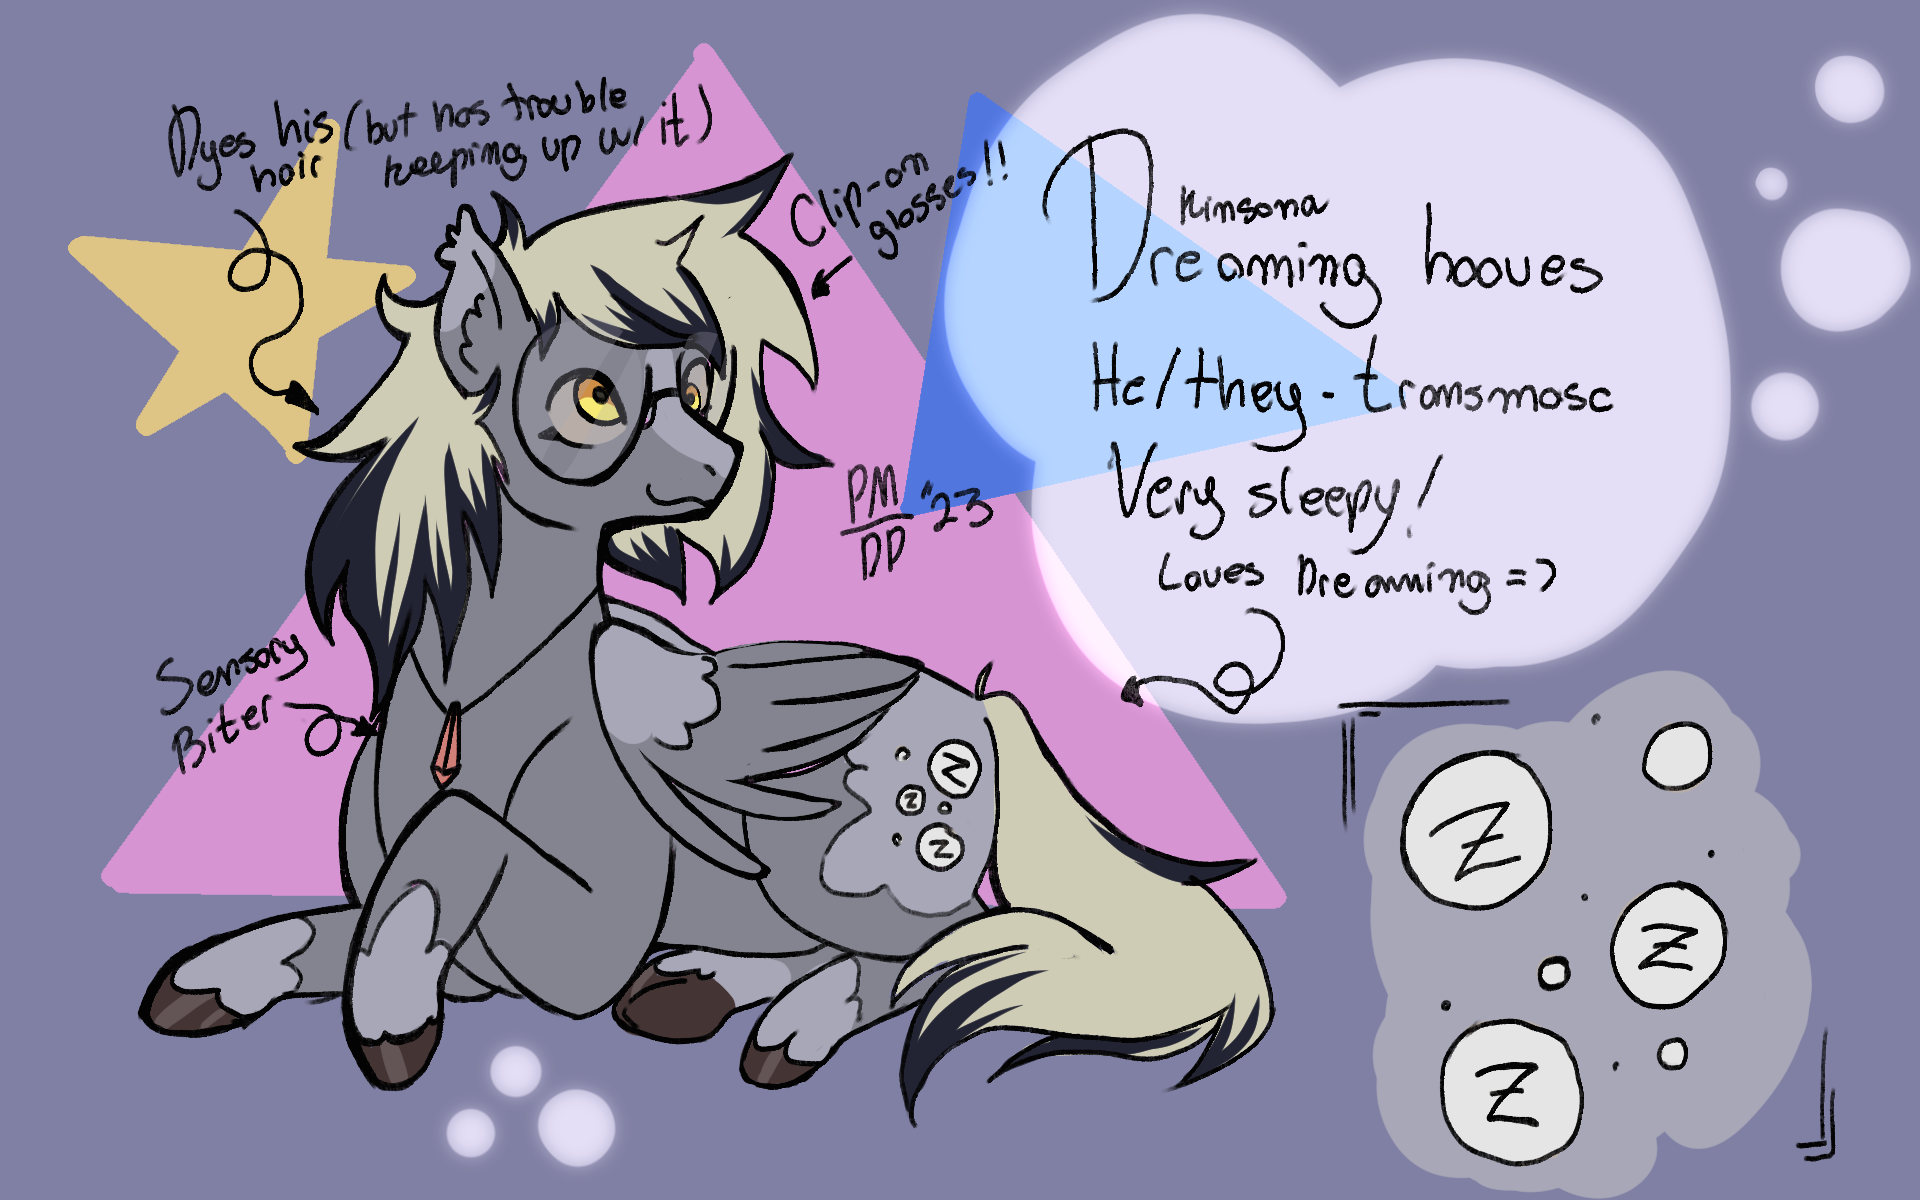 Dyes his (but has trouble
hair keeping up w/ it)
Clip-on
glasses!!
Kinsona
Dreaming hooves
He/they - transmasc
Very sleepy!
Loves Dreaming =)
PM
DD '23
Sensory
Biter
Z
Z
Z
Z
Z
Z